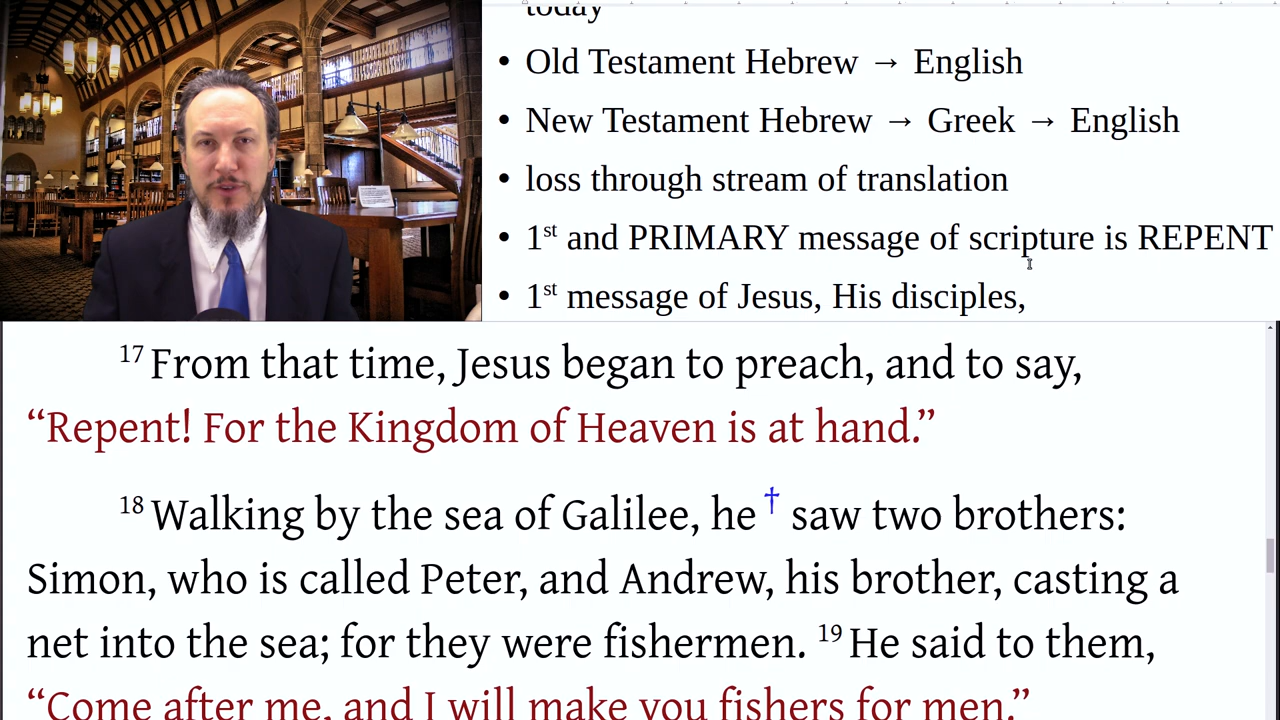 today
• Old Testament Hebrew → English
• New Testament Hebrew → Greek → English
• loss through stream of translation
• 1st and PRIMARY message of scripture is REPENT
• 1st message of Jesus, His disciples,
17 From that time, Jesus began to preach, and to say,
“Repent! For the Kingdom of Heaven is at hand.”
18 Walking by the sea of Galilee, he † saw two brothers:
Simon, who is called Peter, and Andrew, his brother, casting a
net into the sea; for they were fishermen. 19 He said to them,
“Come after me, and I will make you fishers for men.”